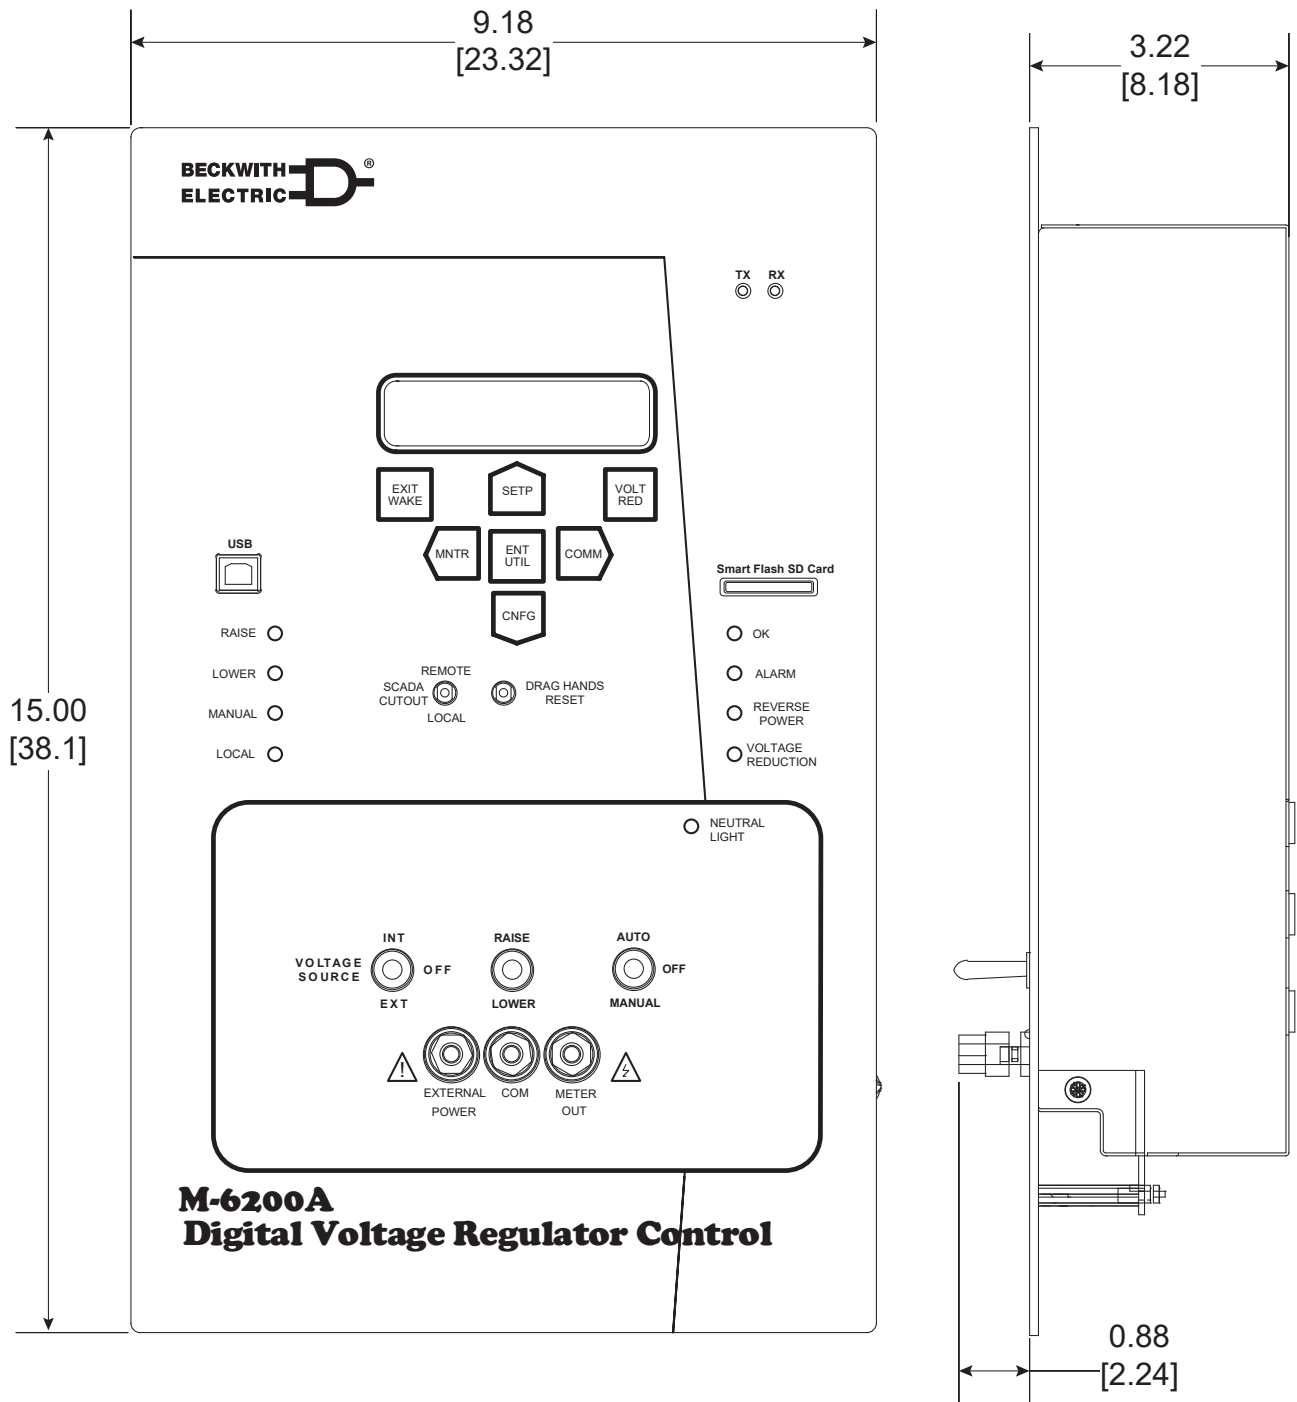 9.18
[23.32]
3.22
[8.18]
BECKWITH
ELECTRIC
®
TX RX
EXIT
WAKE
SETP
VOLT
RED
MNTR
ENT
UTIL
COMM
CNFG
USB
Smart Flash SD Card
RAISE
LOWER
MANUAL
LOCAL
REMOTE
SCADA
CUTOUT
LOCAL
DRAG HANDS
RESET
OK
ALARM
REVERSE
POWER
VOLTAGE
REDUCTION
15.00
[38.1]
NEUTRAL
LIGHT
INT
VOLTAGE
SOURCE
OFF
EXT
RAISE
LOWER
AUTO
OFF
MANUAL
!
EXTERNAL
POWER
COM
METER
OUT
M-6200A
Digital Voltage Regulator Control
0.88
[2.24]